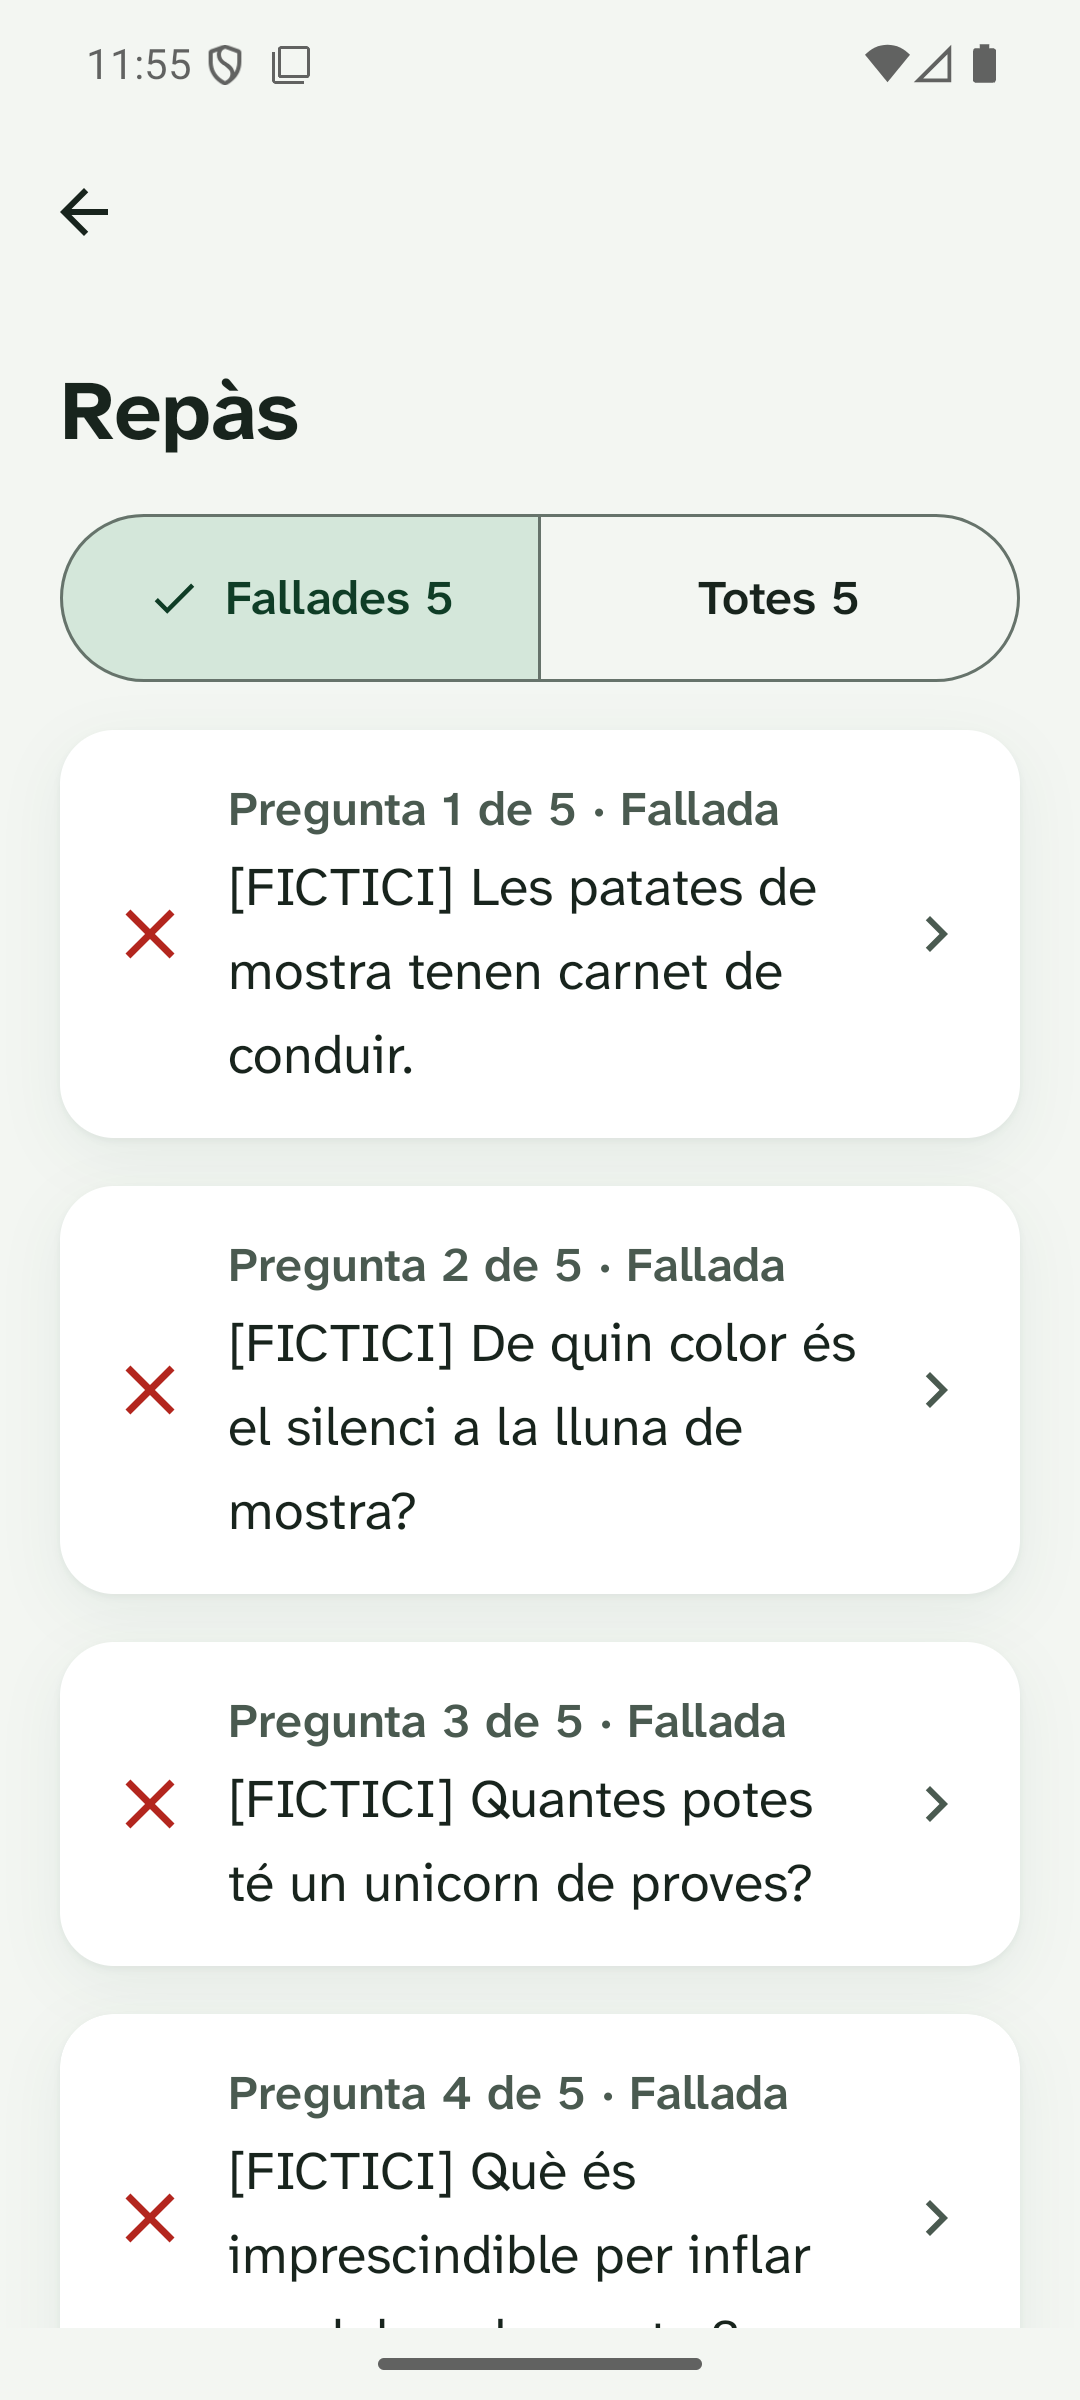 11:55
Repàs
Fallades 5
Totes 5
Pregunta 1 de 5 · Fallada
[FICTICI] Les patates de
mostra tenen carnet de
conduir.
Pregunta 2 de 5 · Fallada
[FICTICI] De quin color és
el silenci a la lluna de
mostra?
Pregunta 3 de 5 · Fallada
[FICTICI] Quantes potes
té un unicorn de proves?
Pregunta 4 de 5 · Fallada
[FICTICI] Què és
imprescindible per inflar